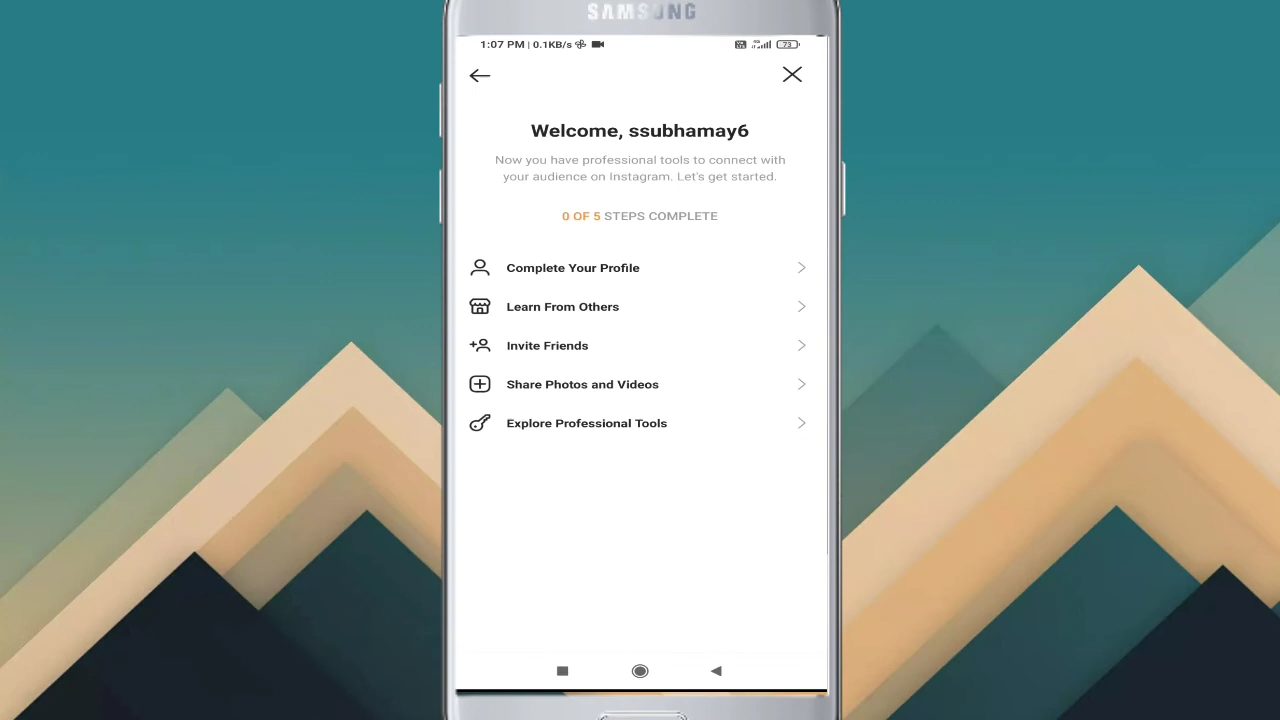 SAMSUNG
1:07 PM | 0.1KB/s
4G
73
Welcome, ssubhamay6
Now you have professional tools to connect with
your audience on Instagram. Let's get started.
0 OF 5 STEPS COMPLETE
Complete Your Profile
Learn From Others
Invite Friends
Share Photos and Videos
Explore Professional Tools